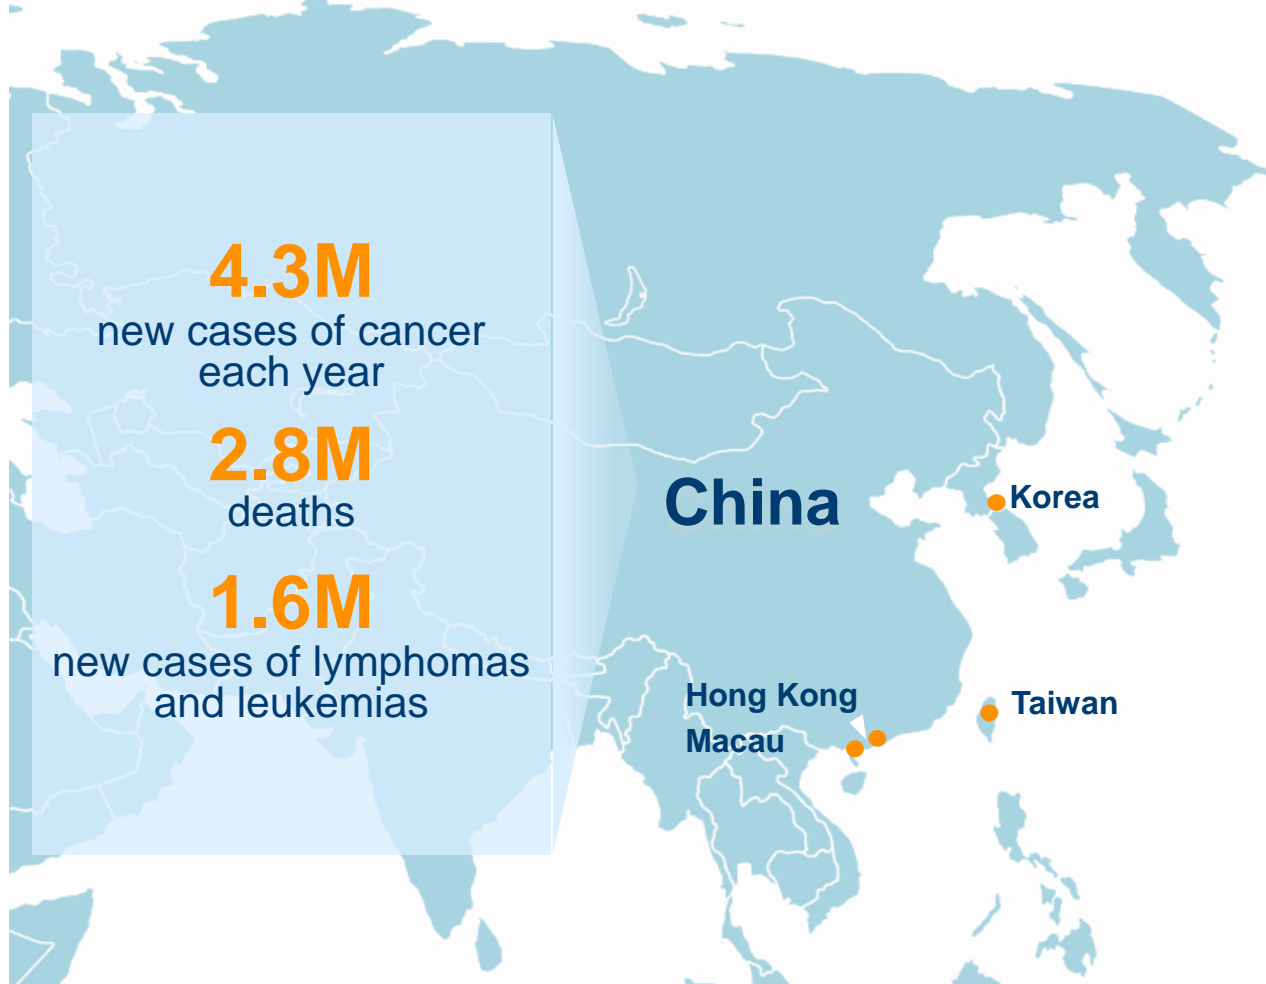 4.3M
new cases of cancer
each year
2.8M
deaths
1.6M
new cases of lymphomas
and leukemias
China
Korea
Hong Kong
Macau
Taiwan